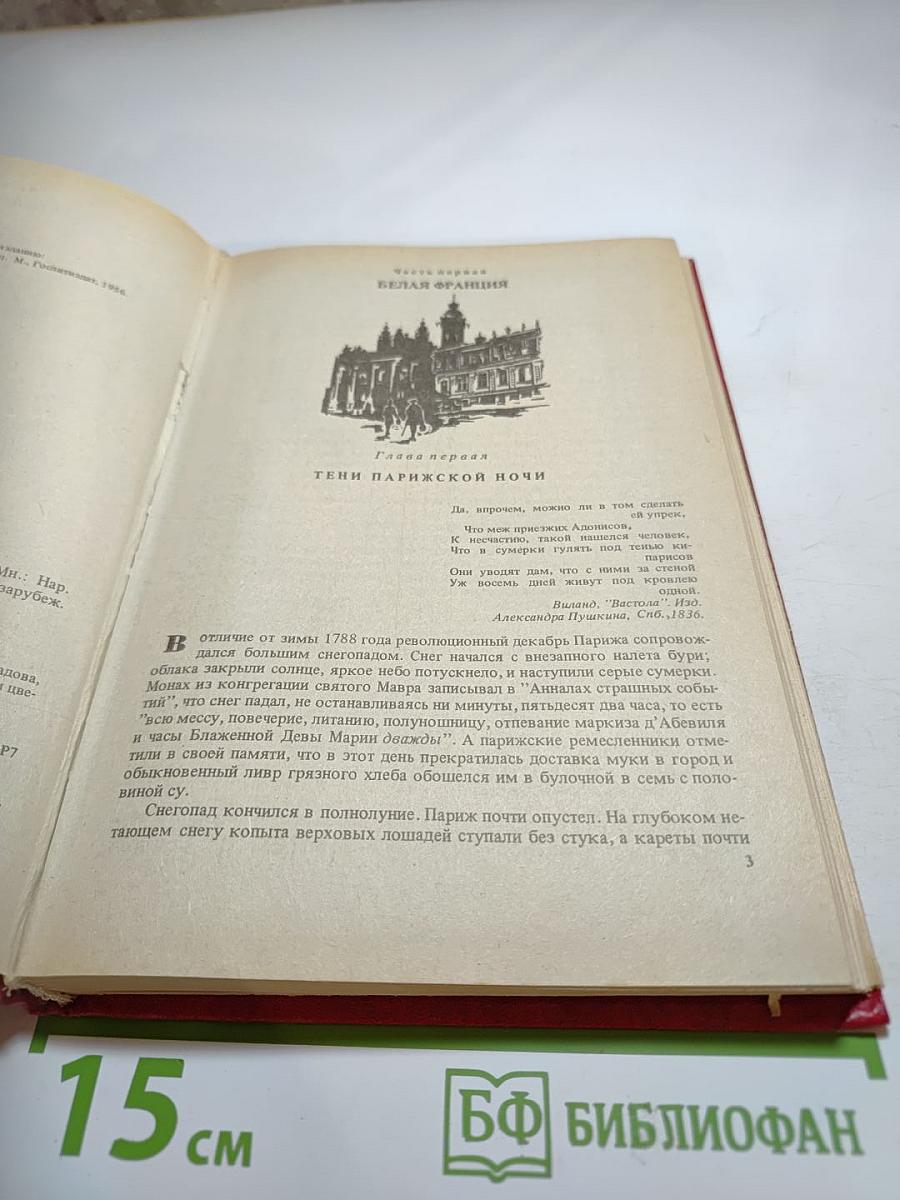 изданию:
М., Гослитиздат, 1956.
Мн.: Нар.
зарубеж.
цве-
Р7
Часть первая
БЕЛАЯ ФРАНЦИЯ
Глава первая
ТЕНИ ПАРИЖСКОЙ НОЧИ
Да, впрочем, можно ли в том сделать
ей упрек,
Что меж приезжих Адонисов,
К несчастию, такой нашелся человек,
Что в сумерки гулять под тенью ки-
парисов
Они уводят дам, что с ними за стеной
Уж восемь дней живут под кровлею
одной.
Виланд, "Вастола". Изд.
Александра Пушкина, Спб.,1836.
В отличие от зимы 1788 года революционный декабрь Парижа сопровож-
дался большим снегопадом. Снег начался с внезапного налета бури;
облака закрыли солнце, яркое небо потускнело, и наступили серые сумерки.
Монах из конгрегации святого Мавра записывал в "Анналах страшных собы-
тий", что снег падал, не останавливаясь ни минуты, пятьдесят два часа, то есть
"всю мессу, повечерие, литанию, полуношницу, отпевание маркиза д'Абевиля
и часы Блаженной Девы Марии дважды". А парижские ремесленники отме-
тили в своей памяти, что в этот день прекратилась доставка муки в город и
обыкновенный ливр грязного хлеба обошелся им в булочной в семь с поло-
виной су.
Снегопад кончился в полнолуние. Париж почти опустел. На глубоком не-
тающем снегу копыта верховых лошадей ступали без стука, а кареты почти
3
15 см
БФ БИБЛИОФАН